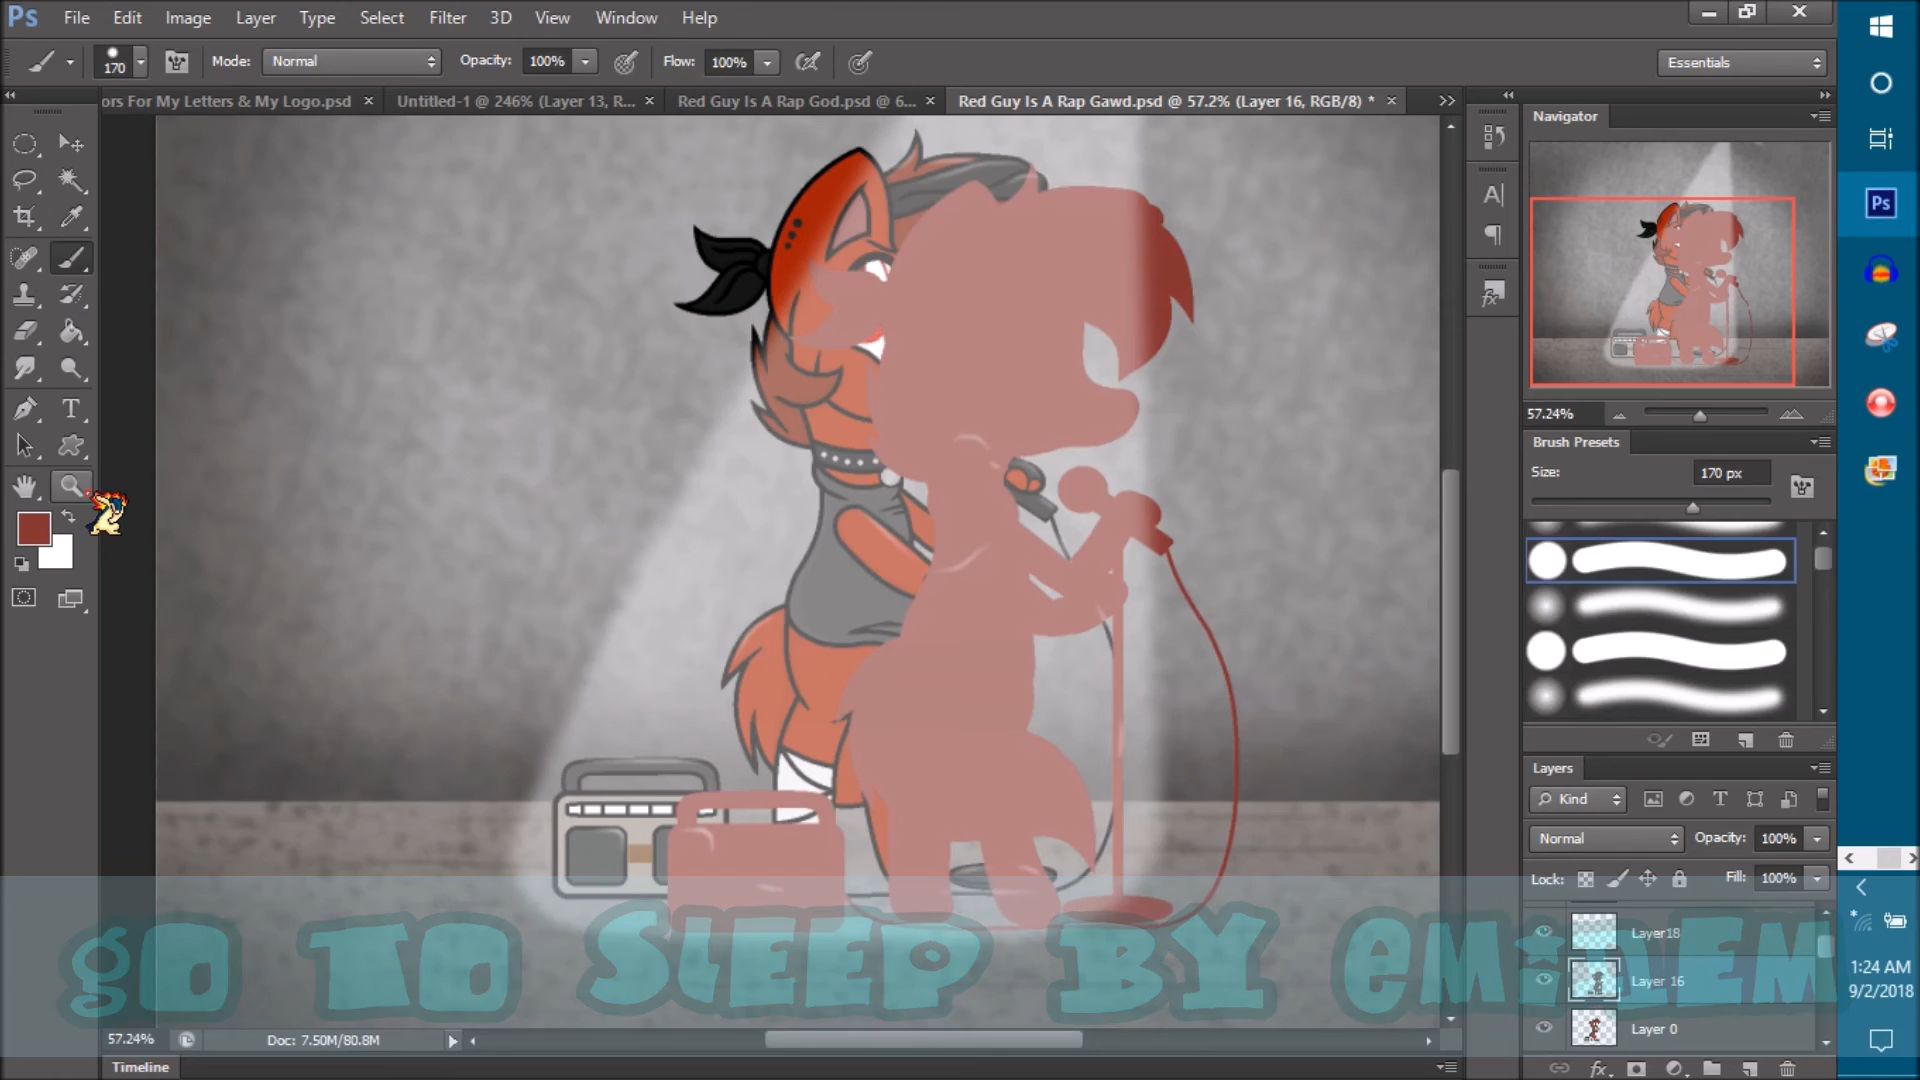 Ps File Edit Image Layer Type Select Filter 3D View Window Help
170 Mode: Normal Opacity: 100% Flow: 100% Essentials
ors For My Letters & My Logo.psd × Untitled-1 @ 246% (Layer 13, R... × Red Guy Is A Rap God.psd @ 6... × Red Guy Is A Rap Gawd.psd @ 57.2% (Layer 16, RGB/8) * ×
Navigator
57.24%
Brush Presets
Size: 170 px
Layers
Kind
Normal Opacity: 100%
Lock: Fill: 100%
Layer18
Layer 16
Layer 0
Ps
1:24 AM
9/2/2018
go To Sleep By eminem
57.24% Doc: 7.50M/80.8M
Timeline